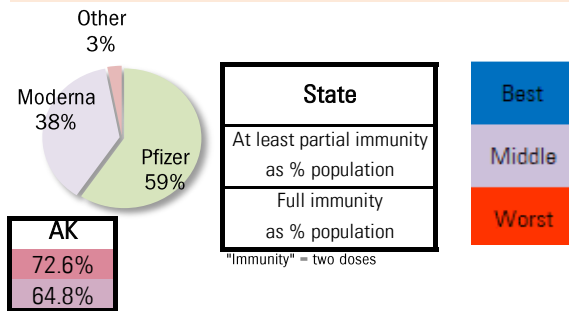 Other
3%
Moderna
38%
Pfizer
59%
AK
72.6%
64.8%
State
At least partial immunity
as % population
Full immunity
as % population
"Immunity" = two doses
Best
Middle
Worst